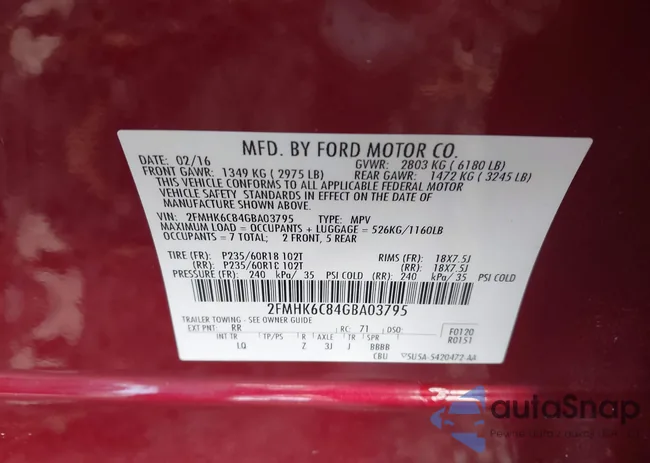 MFD. BY FORD MOTOR CO.
DATE: 02/16 GVWR: 2803 KG ( 6180 LB)
FRONT GAWR: 1349 KG ( 2975 LB) REAR GAWR: 1472 KG ( 3245 LB)
THIS VEHICLE CONFORMS TO ALL APPLICABLE FEDERAL MOTOR
VEHICLE SAFETY STANDARDS IN EFFECT ON THE DATE OF
MANUFACTURE SHOWN ABOVE.
VIN: 2FMHK6C84GBA03795 TYPE: MPV
MAXIMUM LOAD = OCCUPANTS + LUGGAGE = 526KG/1160LB
OCCUPANTS = 7 TOTAL; 2 FRONT, 5 REAR
TIRE (FR): P235/60R18 102T RIMS (FR): 18X7.5J
(RR): P235/60R18 102T (RR): 18X7.5J
PRESSURE (FR): 240 kPa/ 35 PSI COLD (RR): 240 kPa/ 35 PSI COLD
2FMHK6C84GBA03795
TRAILER TOWING - SEE OWNER GUIDE
EXT PNT: RR RC: 71 DSO: F0120
R0151
INT TR TP/PS R AXLE TR SPR
LQ Z 3J J BBBB
CBU 5U5A-5420472-AA
autoSnap